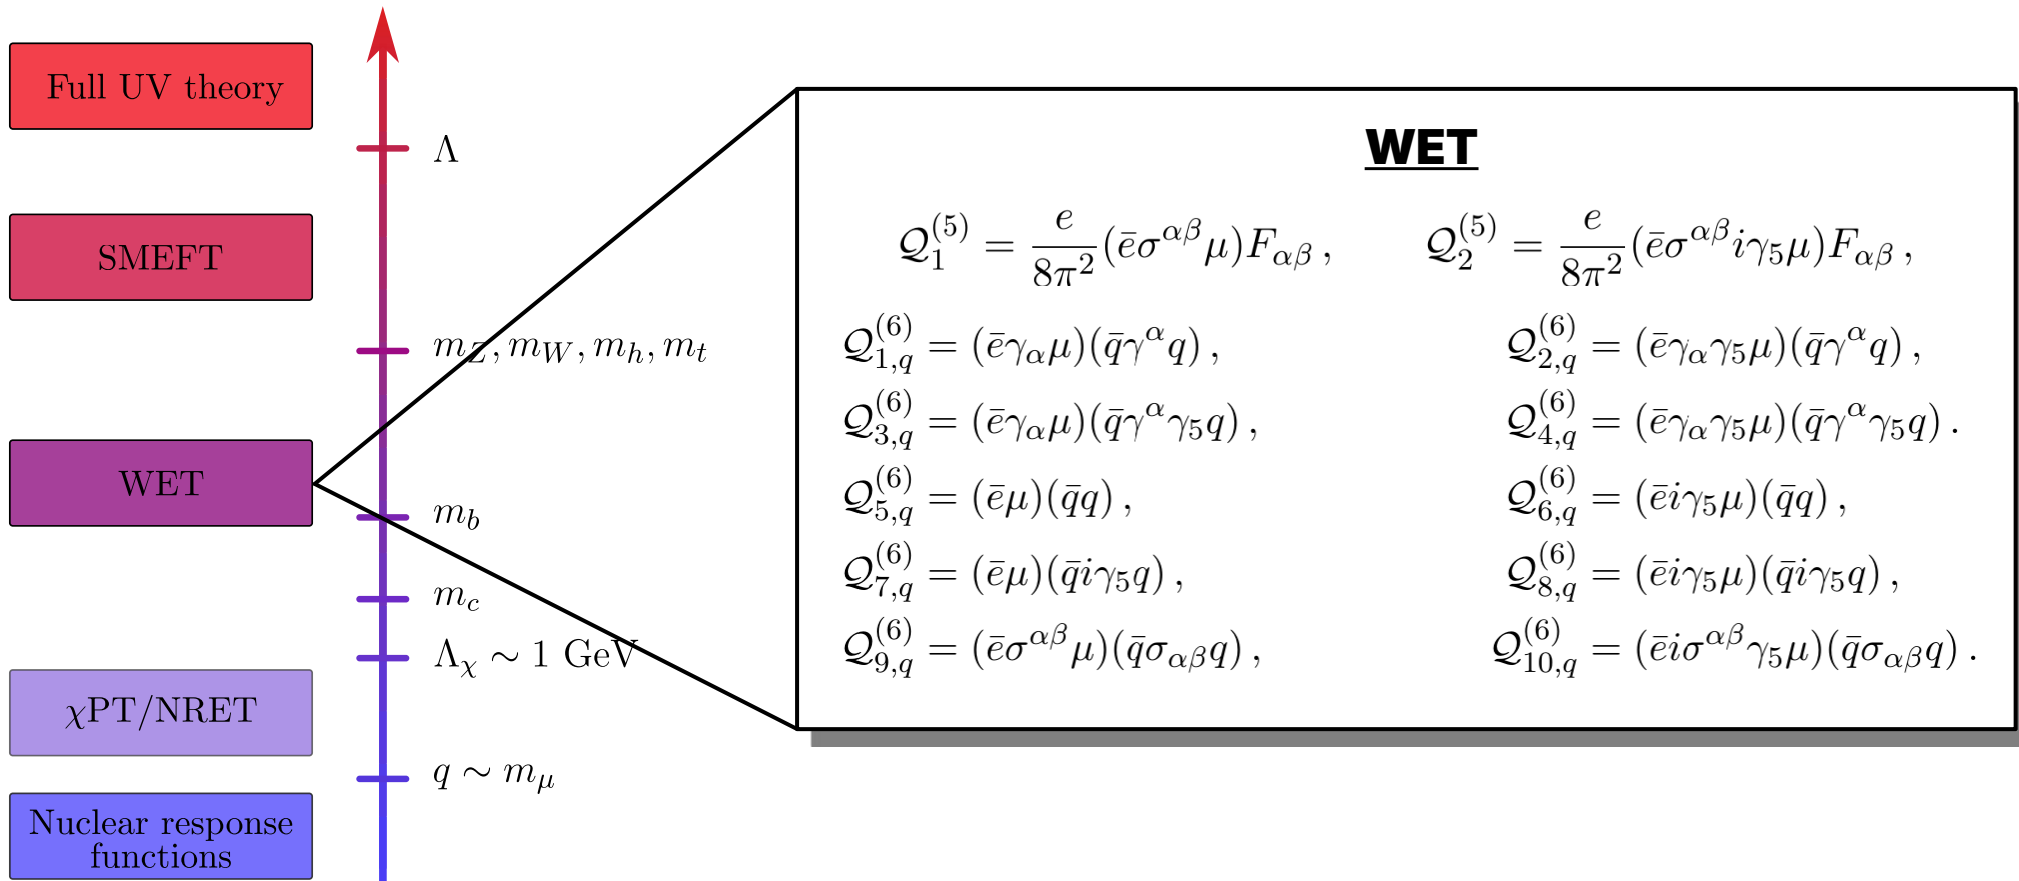 Full UV theory
Λ
SMEFT
m_Z, m_W, m_h, m_t
WET
m_b
m_c
Λ_χ ∼ 1 GeV
χPT/NRET
q ∼ m_μ
Nuclear response
functions
WET
𝒬_1^{(5)} = \frac{e}{8π^2}(ēσ^{αβ}μ)F_{αβ} , 𝒬_2^{(5)} = \frac{e}{8π^2}(ēσ^{αβ}iγ_5μ)F_{αβ} ,
𝒬_{1,q}^{(6)} = (ēγ_αμ)(q̄γ^αq) , 𝒬_{2,q}^{(6)} = (ēγ_αγ_5μ)(q̄γ^αq) ,
𝒬_{3,q}^{(6)} = (ēγ_αμ)(q̄γ^αγ_5q) , 𝒬_{4,q}^{(6)} = (ēγ_αγ_5μ)(q̄γ^αγ_5q) .
𝒬_{5,q}^{(6)} = (ēμ)(q̄q) , 𝒬_{6,q}^{(6)} = (ēiγ_5μ)(q̄q) ,
𝒬_{7,q}^{(6)} = (ēμ)(q̄iγ_5q) , 𝒬_{8,q}^{(6)} = (ēiγ_5μ)(q̄iγ_5q) ,
𝒬_{9,q}^{(6)} = (ēσ^{αβ}μ)(q̄σ_{αβ}q) , 𝒬_{10,q}^{(6)} = (ēiσ^{αβ}γ_5μ)(q̄σ_{αβ}q) .